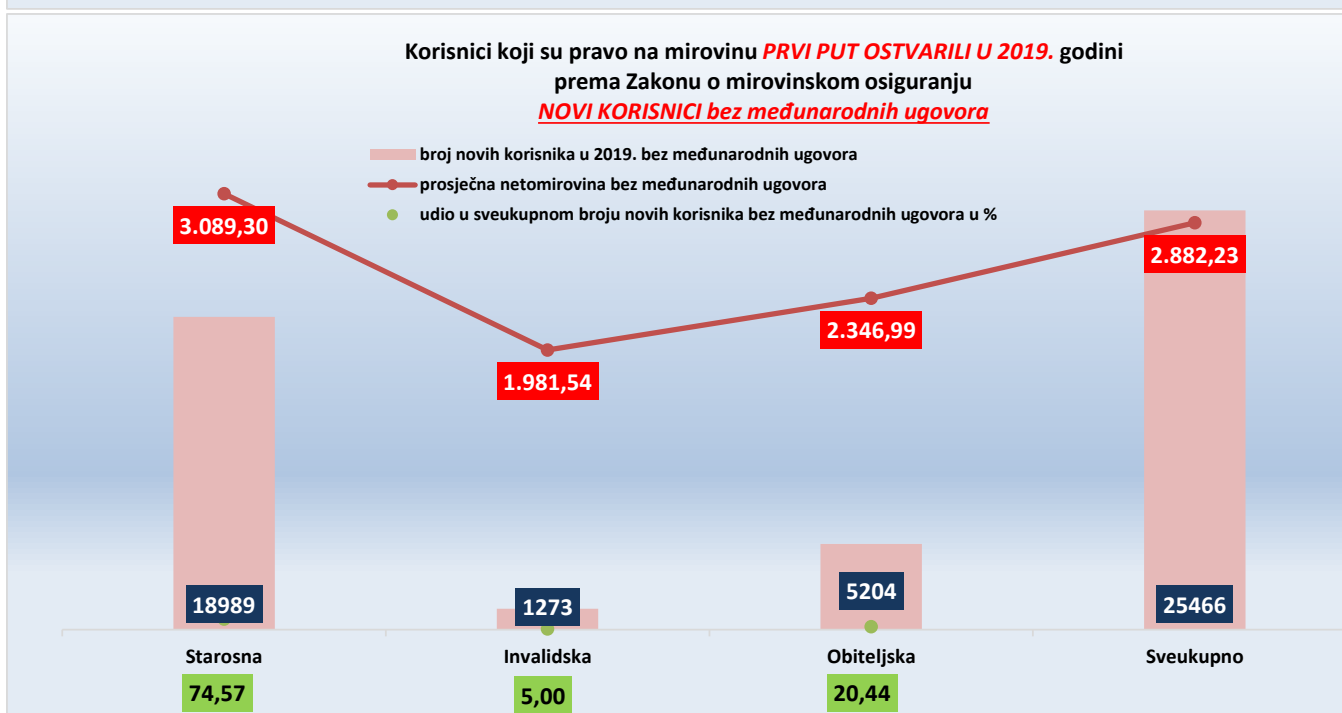 Korisnici koji su pravo na mirovinu PRVI PUT OSTVARILI U 2019. godini
prema Zakonu o mirovinskom osiguranju
NOVI KORISNICI bez međunarodnih ugovora
broj novih korisnika u 2019. bez međunarodnih ugovora
prosječna netomirovina bez međunarodnih ugovora
udio u sveukupnom broju novih korisnika bez međunarodnih ugovora u %
3.089,30
2.882,23
2.346,99
1.981,54
18989
1273
5204
25466
Starosna
Invalidska
Obiteljska
Sveukupno
74,57
5,00
20,44